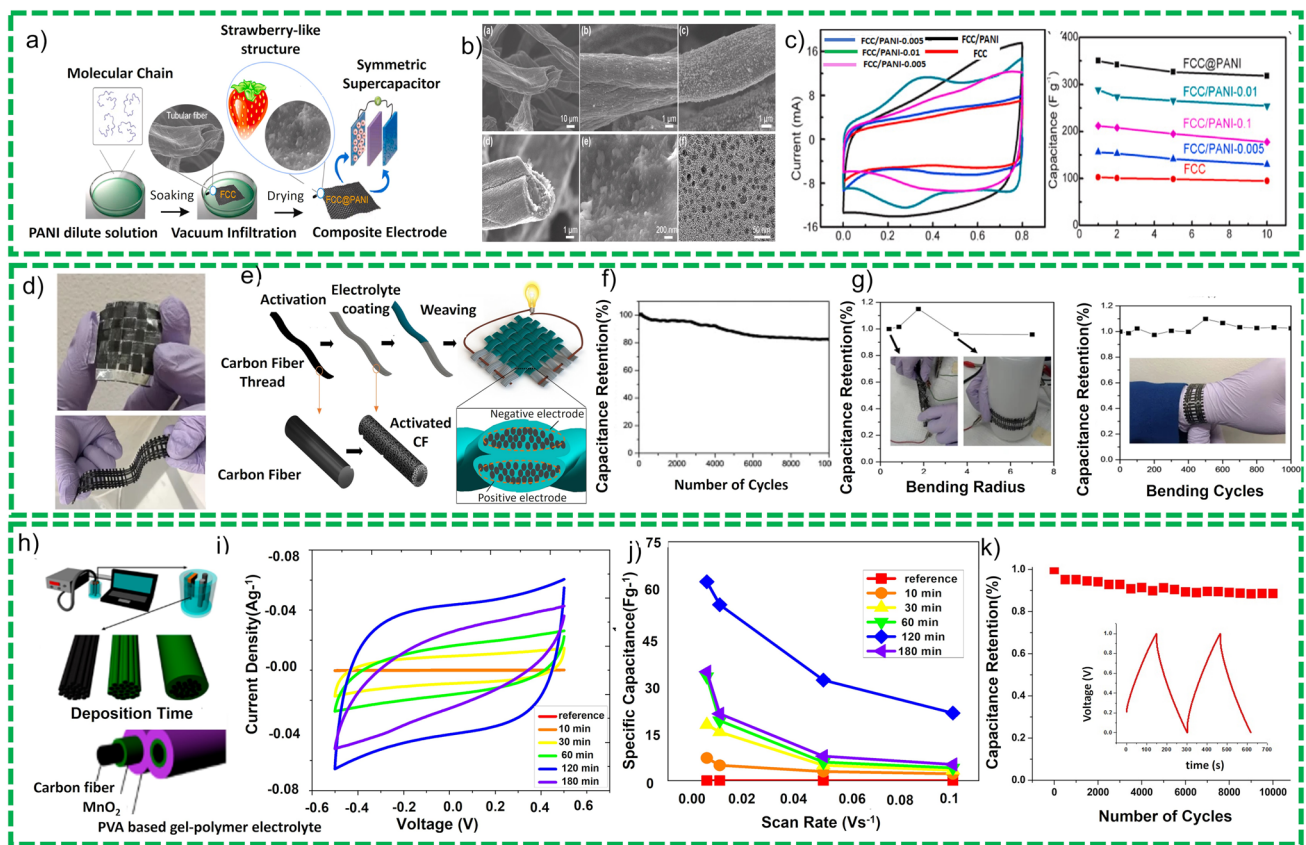 a)
Strawberry-like
structure
Molecular Chain
Symmetric
Supercapacitor
Tubular fiber
FCC
FCC@PANI
Soaking
Drying
PANI dilute solution
Vacuum Infiltration
Composite Electrode
b)
(a)
(b)
(c)
10 µm
1 µm
1 µm
(d)
(e)
(f)
1 µm
200 nm
50 nm
c)
FCC/PANI-0.005
FCC/PANI
FCC/PANI-0.01
FCC
FCC/PANI-0.005
Current (mA)
16
8
0
-8
-16
0.0
0.2
0.4
0.6
0.8
Capacitance (F g⁻¹)
400
300
200
100
0
FCC@PANI
FCC/PANI-0.01
FCC/PANI-0.1
FCC/PANI-0.005
FCC
0
2
4
6
8
10
d)
e)
Activation
Electrolyte
coating
Weaving
Carbon Fiber
Thread
Activated
CF
Carbon Fiber
Negative electrode
Positive electrode
f)
Capacitance Retention(%)
100
80
60
40
20
0
0
2000
4000
6000
8000
1000
Number of Cycles
g)
Capacitance Retention(%)
1.4
1.2
1.0
0.8
0.6
0.4
0.2
0.0
0
2
4
6
8
Bending Radius
Capacitance Retention(%)
1.4
1.2
1.0
0.8
0.6
0.4
0.2
0.0
0
200
400
600
800
1000
Bending Cycles
h)
Deposition Time
Carbon fiber
MnO₂
PVA based gel-polymer electrolyte
i)
Current Density(Ag-¹)
-0.08
-0.04
-0.00
-0.04
-0.08
reference
10 min
30 min
60 min
120 min
180 min
-0.6
-0.4
0.2
0.0
0.2
0.4
0.6
Voltage (V)
j)
Specific Capacitance(Fg-¹)
75
60
45
30
15
0
reference
10 min
30 min
60 min
120 min
180 min
0.00
0.02
0.04
0.06
0.08
0.1
Scan Rate (Vs-¹)
k)
Capacitance Retention(%)
1.0
0.8
0.6
0.4
0.2
0.0
Voltage (V)
1.0
0.8
0.6
0.4
0.2
0.0
0
100
200
300
400
500
600
700
time (s)
0
2000
4000
6000
8000
10000
Number of Cycles